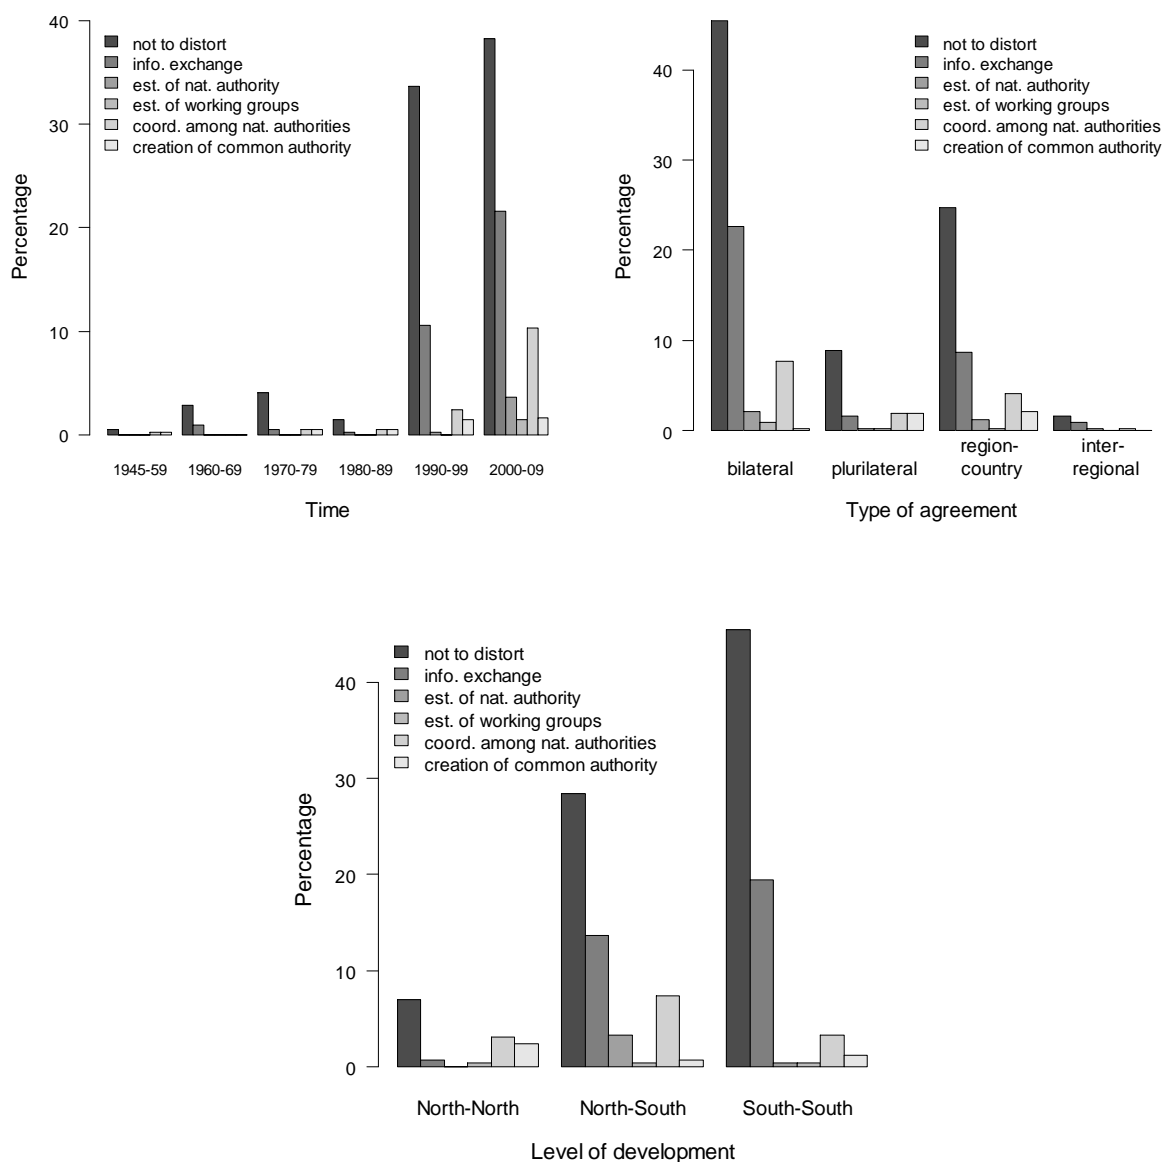 40
30
20
10
0
Percentage
not to distort
info. exchange
est. of nat. authority
est. of working groups
coord. among nat. authorities
creation of common authority
1945-59 1960-69 1970-79 1980-89 1990-99 2000-09
Time
40
30
20
10
0
Percentage
not to distort
info. exchange
est. of nat. authority
est. of working groups
coord. among nat. authorities
creation of common authority
bilateral plurilateral region-country inter-regional
Type of agreement
40
30
20
10
0
Percentage
not to distort
info. exchange
est. of nat. authority
est. of working groups
coord. among nat. authorities
creation of common authority
North-North North-South South-South
Level of development